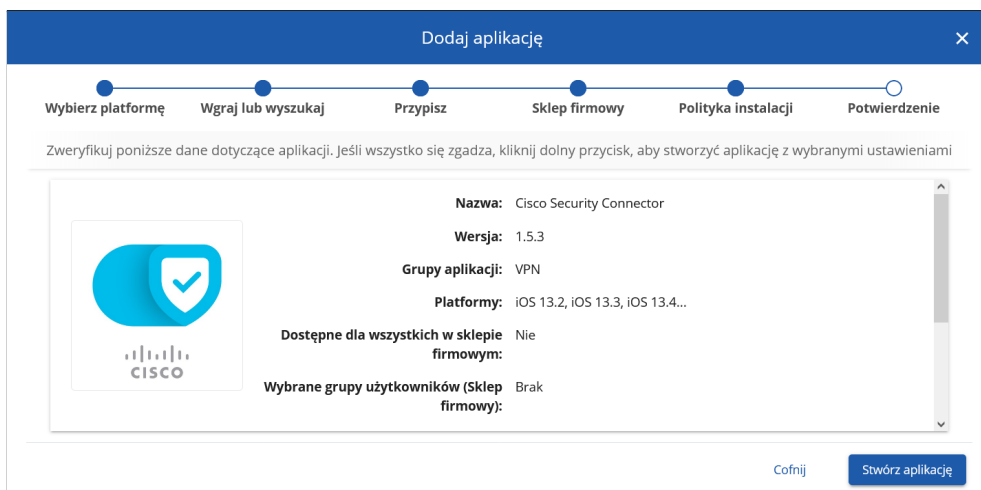 Dodaj aplikację
Wybierz platformę
Wgraj lub wyszukaj
Przypisz
Sklep firmowy
Polityka instalacji
Potwierdzenie
Zweryfikuj poniższe dane dotyczące aplikacji. Jeśli wszystko się zgadza, kliknij dolny przycisk, aby stworzyć aplikację z wybranymi ustawieniami
CISCO
Nazwa: Cisco Security Connector
Wersja: 1.5.3
Grupy aplikacji: VPN
Platformy: iOS 13.2, iOS 13.3, iOS 13.4...
Dostępne dla wszystkich w sklepie Nie
firmowym:
Wybrane grupy użytkowników (Sklep Brak
firmowy):
Cofnij
Stwórz aplikację